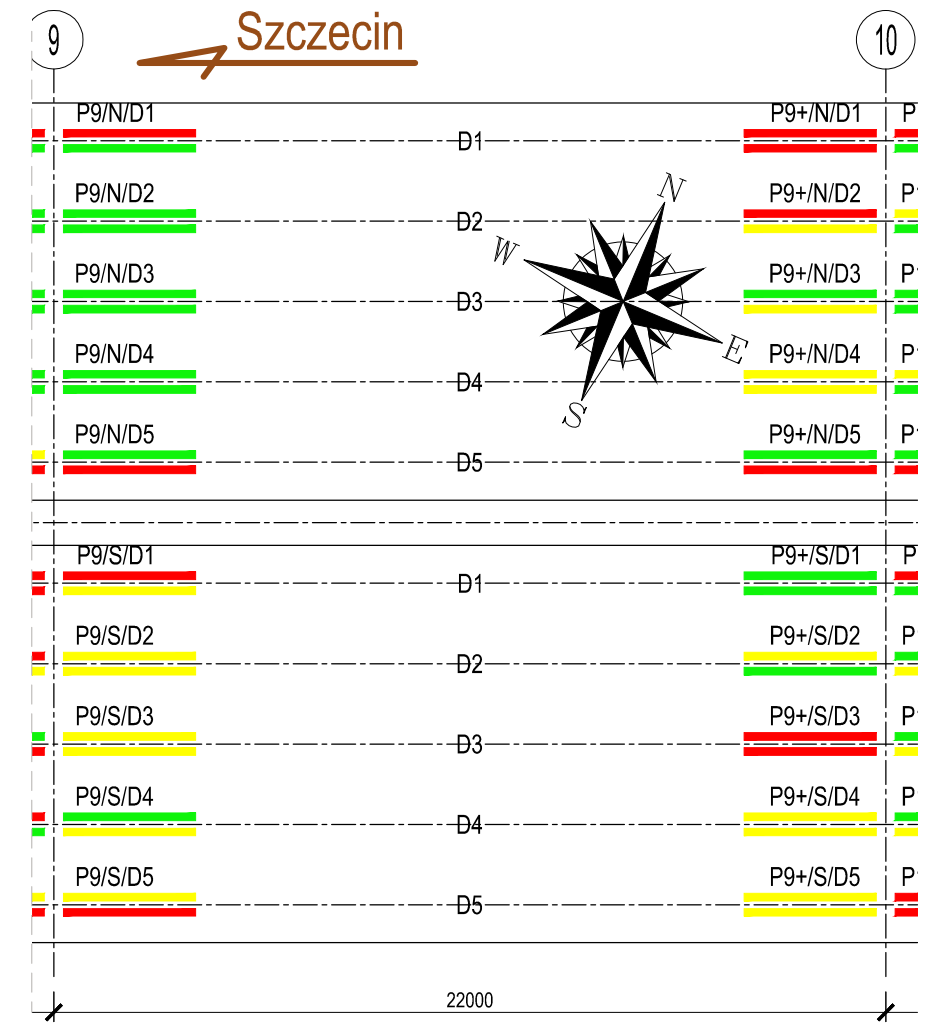 9
Szczecin
10
P9/N/D1
P9+/N/D1
P
D1
P9/N/D2
P9+/N/D2
D2
N
W
P9/N/D3
P9+/N/D3
D3
E
P9/N/D4
P9+/N/D4
D4
S
P9/N/D5
P9+/N/D5
D5
P9/S/D1
P9+/S/D1
P
D1
P9/S/D2
P9+/S/D2
P
D2
P9/S/D3
P9+/S/D3
D3
P9/S/D4
P9+/S/D4
P
D4
P9/S/D5
P9+/S/D5
D5
22000